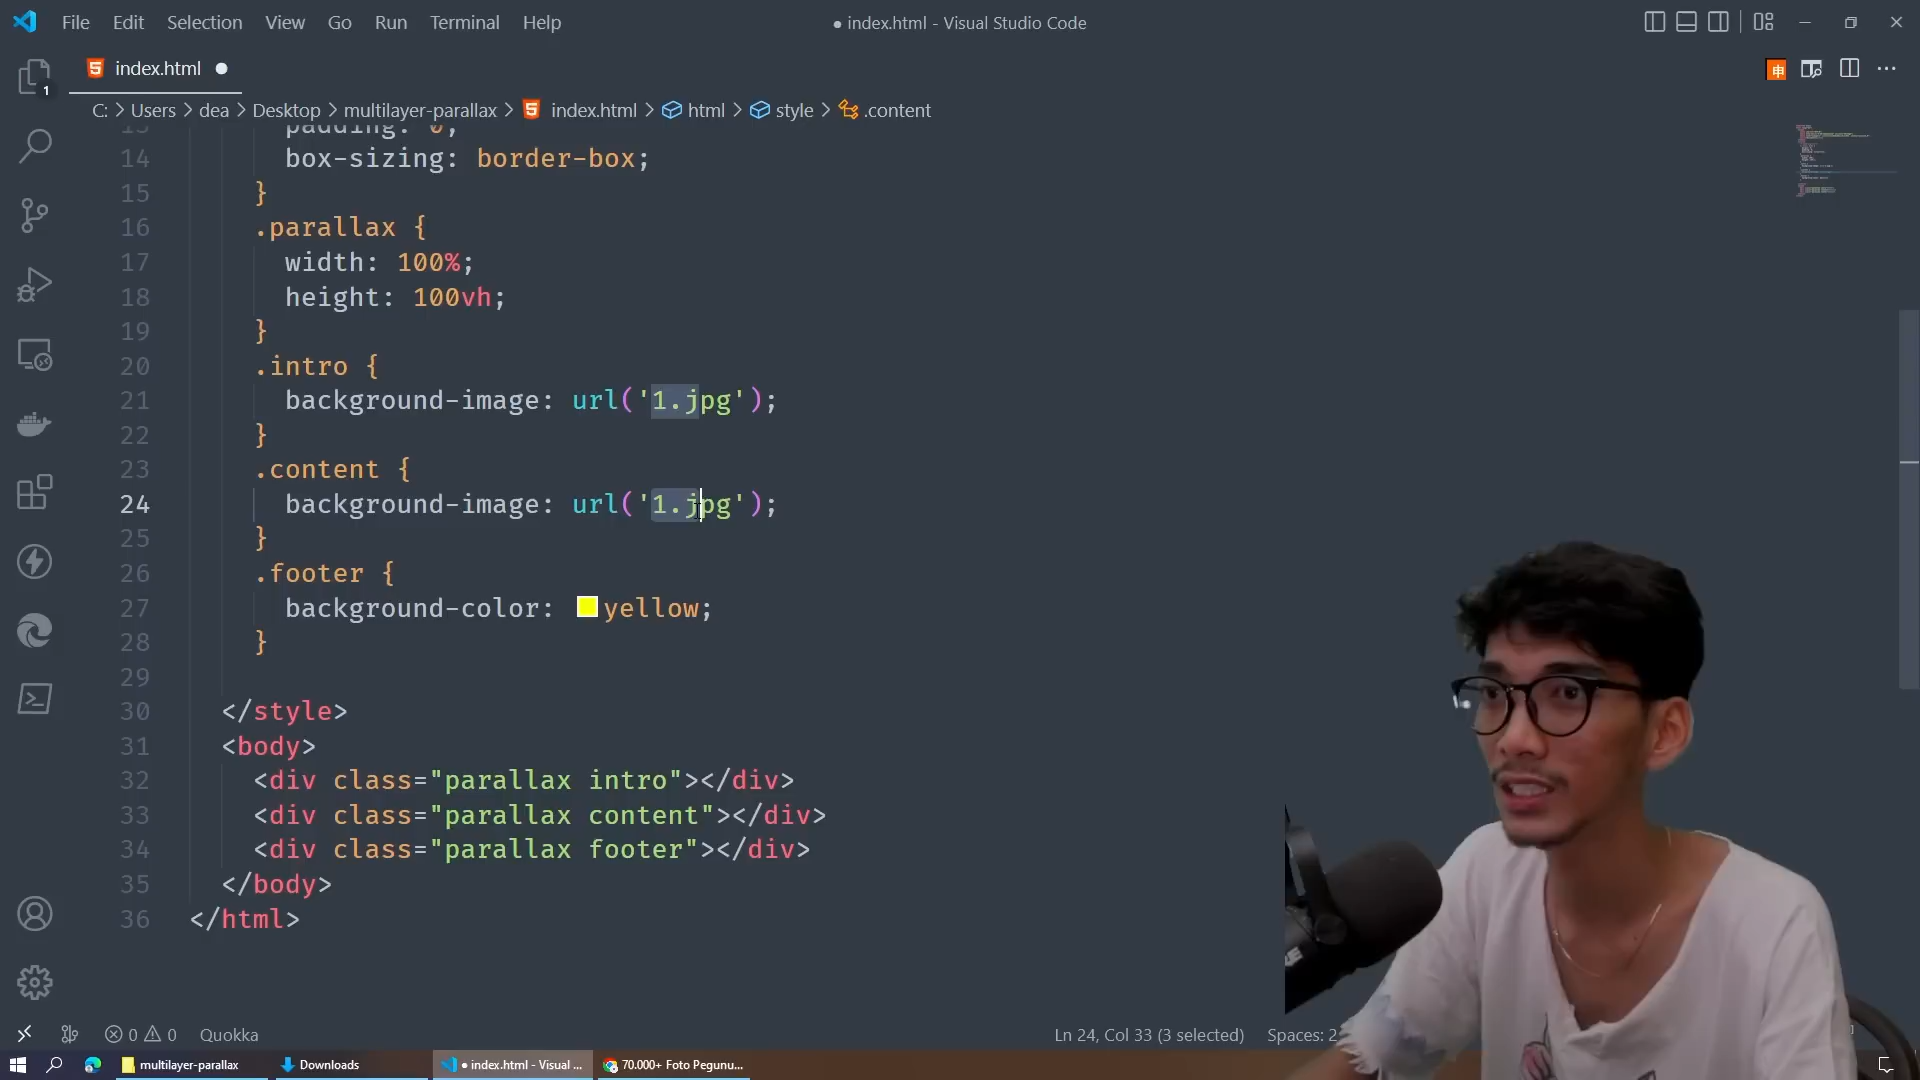 File Edit Selection View Go Run Terminal Help
● index.html - Visual Studio Code
index.html ●
1
C: > Users > dea > Desktop > multilayer-parallax > index.html > html > style > .content
13 padding: 0;
14 box-sizing: border-box;
15 }
16 .parallax {
17 width: 100%;
18 height: 100vh;
19 }
20 .intro {
21 background-image: url('1.jpg');
22 }
23 .content {
24 background-image: url('1.jpg');
25 }
26 .footer {
27 background-color: yellow;
28 }
29
30 </style>
31 <body>
32 <div class="parallax intro"></div>
33 <div class="parallax content"></div>
34 <div class="parallax footer"></div>
35 </body>
36 </html>
0 0 Quokka
Ln 24, Col 33 (3 selected) Spaces: 2
multilayer-parallax Downloads ● index.html - Visual ... 70.000+ Foto Pegunu...